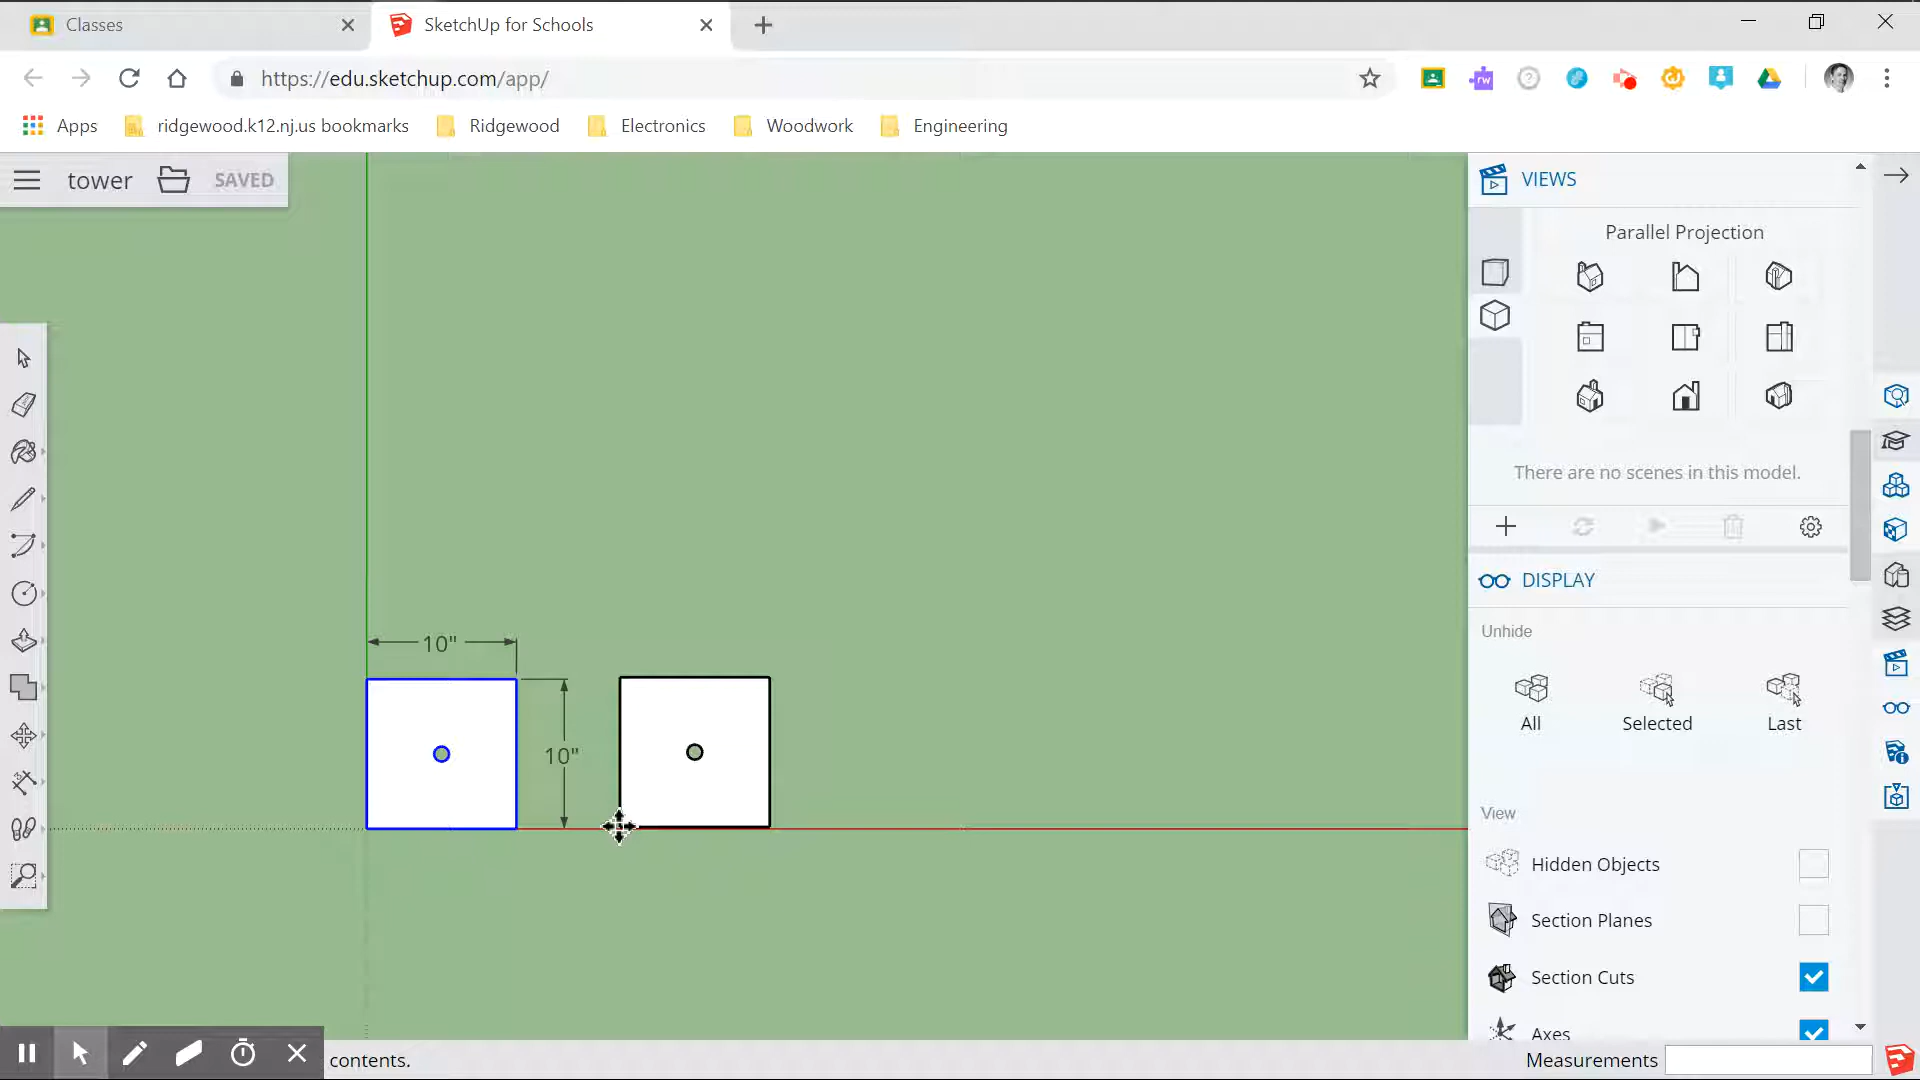 Classes
SketchUp for Schools
https://edu.sketchup.com/app/
rw
Apps
ridgewood.k12.nj.us bookmarks
Ridgewood
Electronics
Woodwork
Engineering
tower
SAVED
VIEWS
Parallel Projection
There are no scenes in this model.
DISPLAY
Unhide
All
Selected
Last
10"
10"
View
Hidden Objects
Section Planes
Section Cuts
Axes
contents.
Measurements